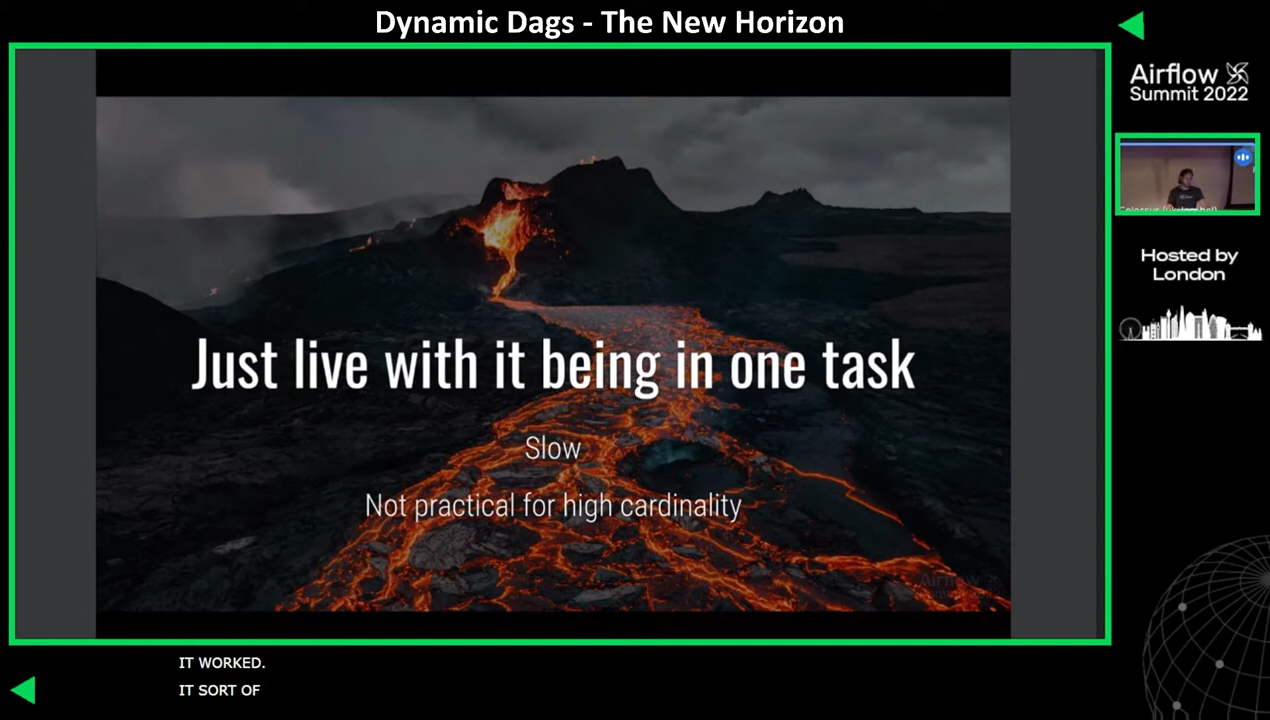 Dynamic Dags - The New Horizon
Airflow
Summit 2022
Just live with it being in one task
Slow
Not practical for high cardinality
Hosted by
London
IT WORKED.
IT SORT OF